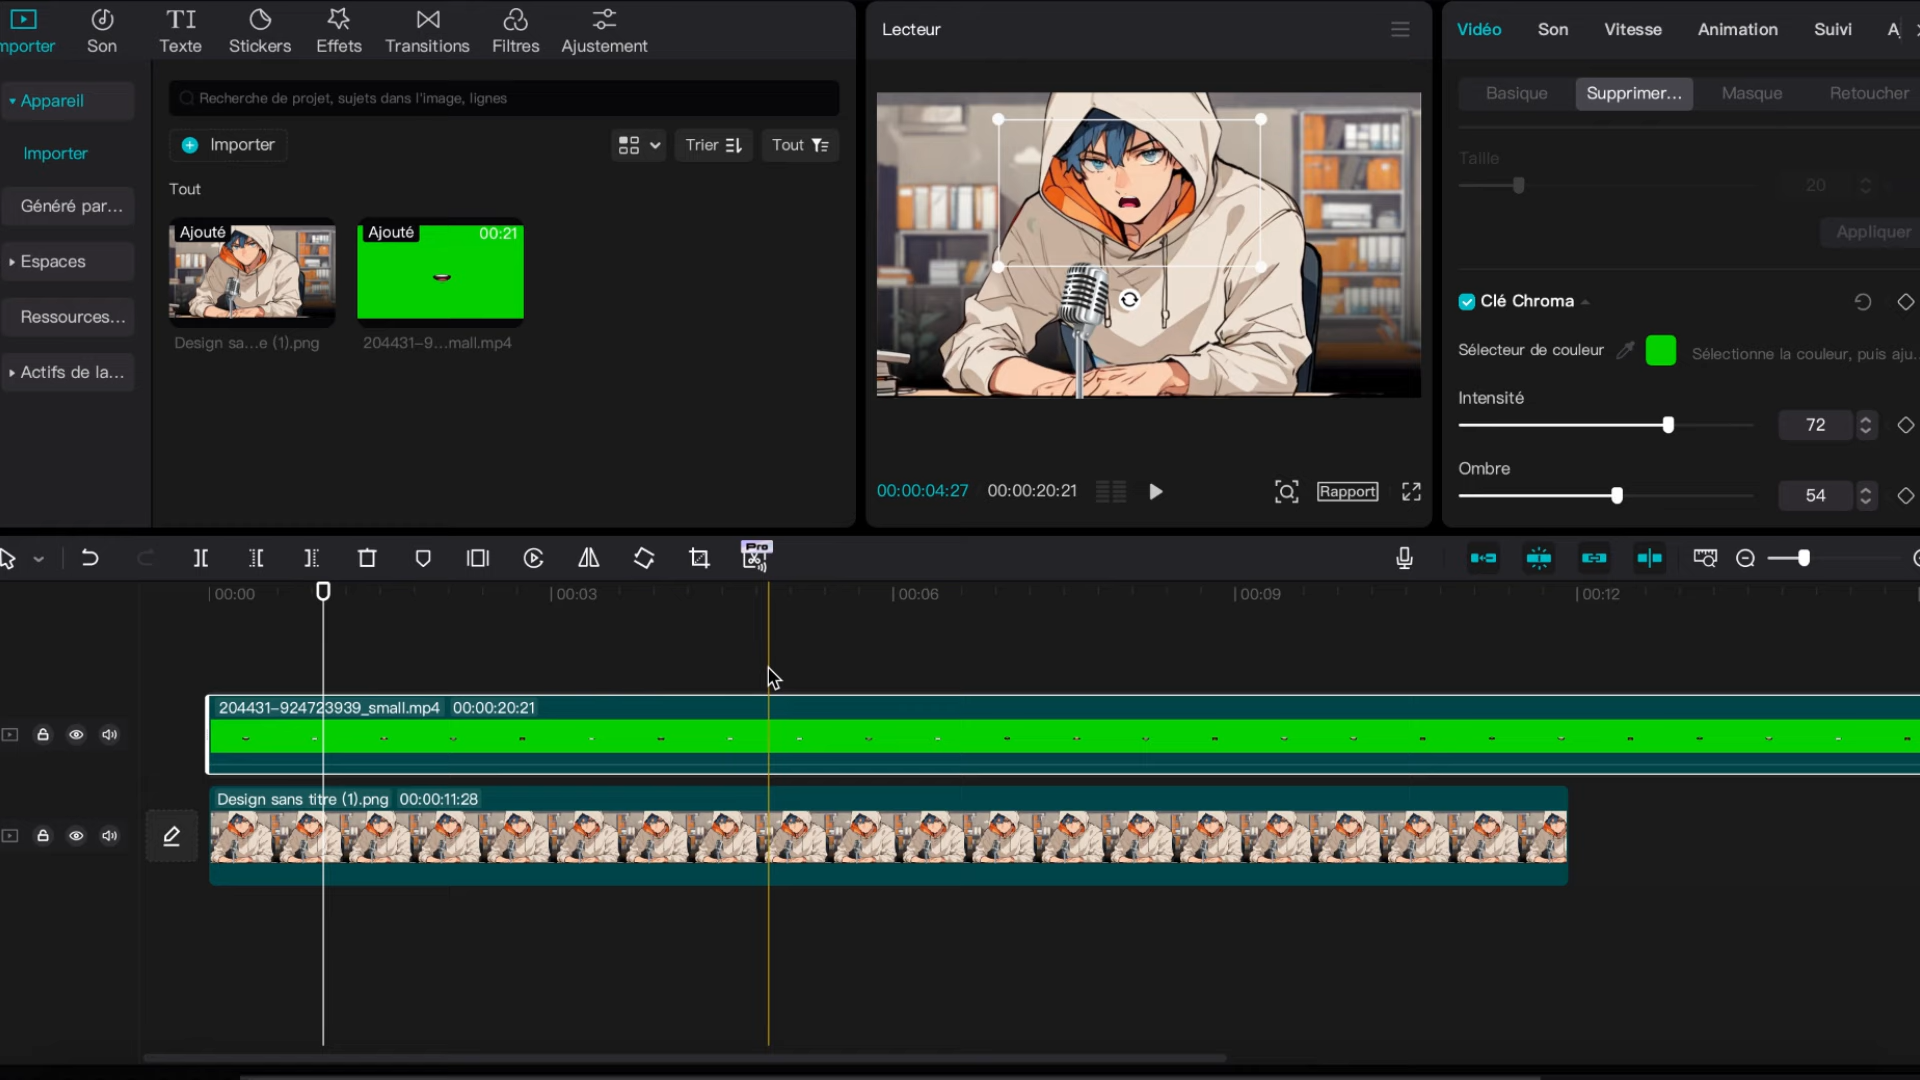 mporter
Son
Texte
Stickers
Effets
Transitions
Filtres
Ajustement
Appareil
Importer
Généré par...
Espaces
Ressources...
Actifs de la...
Recherche de projet, sujets dans l'image, lignes
Importer
Trier
Tout
Tout
Ajouté
Ajouté
00:21
Design sa...e (1).png
204431-9...mall.mp4
Lecteur
00:00:04:27
00:00:20:21
Rapport
Vidéo
Son
Vitesse
Animation
Suivi
A
Basique
Supprimer...
Masque
Retoucher
Taille
20
Appliquer
Clé Chroma
Sélecteur de couleur
Sélectionne la couleur, puis aju...
Intensité
72
Ombre
54
Pro
00:00
00:03
00:06
00:09
00:12
204431-924723939_small.mp4 00:00:20:21
Design sans titre (1).png 00:00:11:28